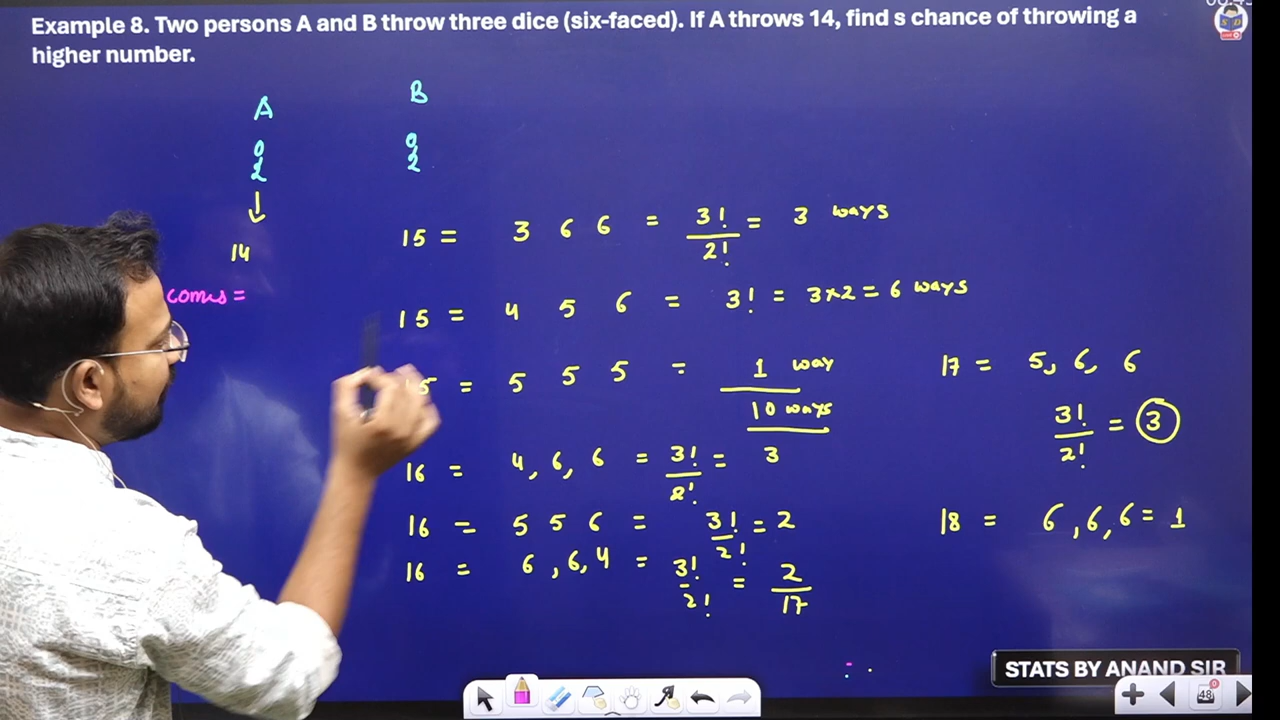 Example 8. Two persons A and B throw three dice (six-faced). If A throws 14, find s chance of throwing a
higher number.
A
B
14
comes =
15 = 3 6 6 = 3!/2! = 3 ways
15 = 4 5 6 = 3! = 3×2 = 6 ways
15 = 5 5 5 = 1 way
10 ways
16 = 4, 6, 6 = 3!/2! = 3
16 = 5 5 6 = 3!/2! = 2
16 = 6, 6, 4 = 3!/2! = 2
17
17 = 5, 6, 6
3!/2! = 3
18 = 6, 6, 6 = 1
STATS BY ANAND SIR
48